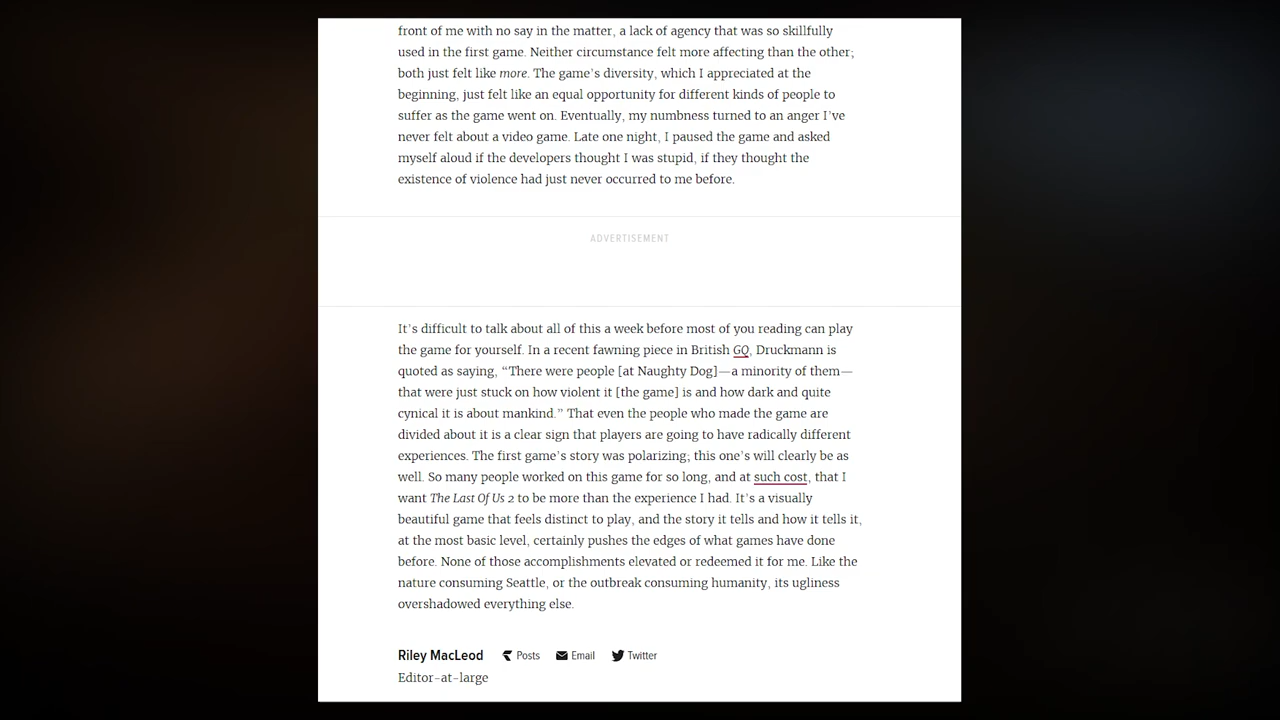 front of me with no say in the matter, a lack of agency that was so skillfully
used in the first game. Neither circumstance felt more affecting than the other;
both just felt like more. The game's diversity, which I appreciated at the
beginning, just felt like an equal opportunity for different kinds of people to
suffer as the game went on. Eventually, my numbness turned to an anger I've
never felt about a video game. Late one night, I paused the game and asked
myself aloud if the developers thought I was stupid, if they thought the
existence of violence had just never occurred to me before.
ADVERTISEMENT
It's difficult to talk about all of this a week before most of you reading can play
the game for yourself. In a recent fawning piece in British GQ, Druckmann is
quoted as saying, “There were people [at Naughty Dog]—a minority of them—
that were just stuck on how violent it [the game] is and how dark and quite
cynical it is about mankind.” That even the people who made the game are
divided about it is a clear sign that players are going to have radically different
experiences. The first game's story was polarizing; this one's will clearly be as
well. So many people worked on this game for so long, and at such cost, that I
want The Last Of Us 2 to be more than the experience I had. It's a visually
beautiful game that feels distinct to play, and the story it tells and how it tells it,
at the most basic level, certainly pushes the edges of what games have done
before. None of those accomplishments elevated or redeemed it for me. Like the
nature consuming Seattle, or the outbreak consuming humanity, its ugliness
overshadowed everything else.
Riley MacLeod Posts Email Twitter
Editor-at-large